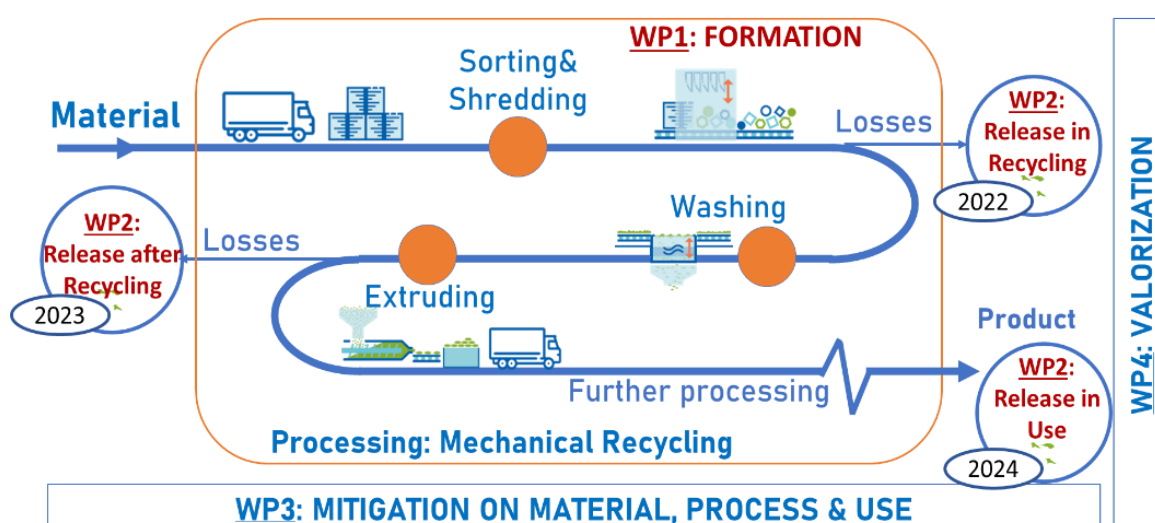 WP1: FORMATION
Sorting&
Shredding
Material
Losses
WP2:
Release in
Recycling
2022
Washing
WP2:
Release after
Recycling
2023
Losses
Extruding
Product
WP2:
Release in
Use
2024
Further processing
Processing: Mechanical Recycling
WP3: MITIGATION ON MATERIAL, PROCESS & USE
WP4: VALORIZATION